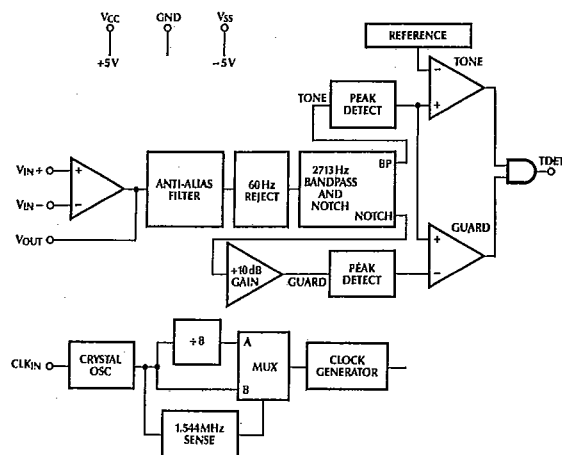 VCC GND VSS
+5V −5V
REFERENCE
TONE
TONE
PEAK
DETECT
−
+
TDET
VIN+
VIN−
VOUT
+
−
ANTI-ALIAS
FILTER
60Hz
REJECT
2713Hz
BANDPASS
AND
NOTCH
BP
NOTCH
+10dB
GAIN
GUARD
PEAK
DETECT
+
−
GUARD
CLKIN
CRYSTAL
OSC
÷8
A
B
MUX
CLOCK
GENERATOR
1.544MHz
SENSE